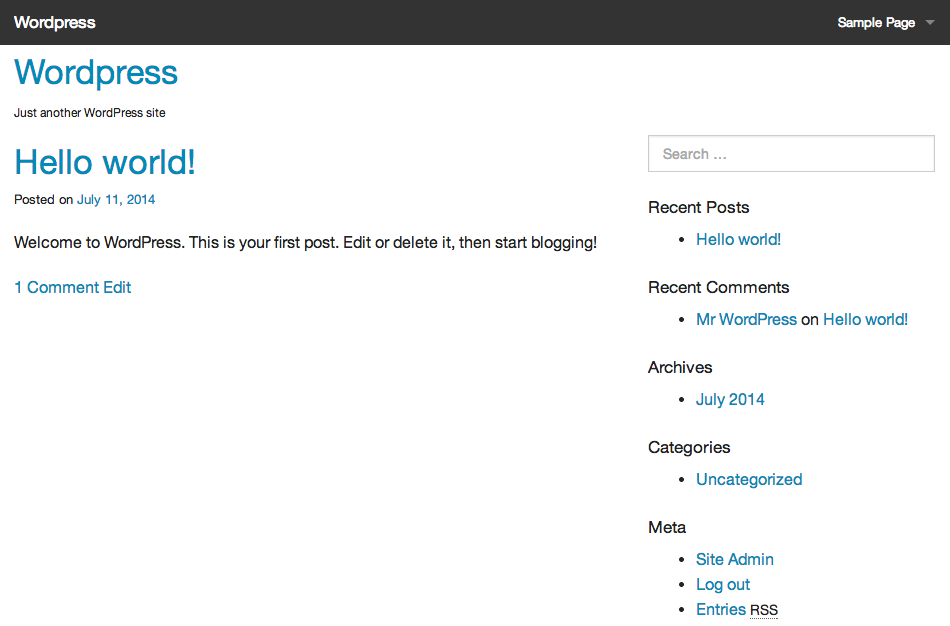 Wordpress
Sample Page
Wordpress
Just another WordPress site
Hello world!
Posted on July 11, 2014
Welcome to WordPress. This is your first post. Edit or delete it, then start blogging!
1 Comment Edit
Search ...
Recent Posts
Hello world!
Recent Comments
Mr WordPress on Hello world!
Archives
July 2014
Categories
Uncategorized
Meta
Site Admin
Log out
Entries RSS